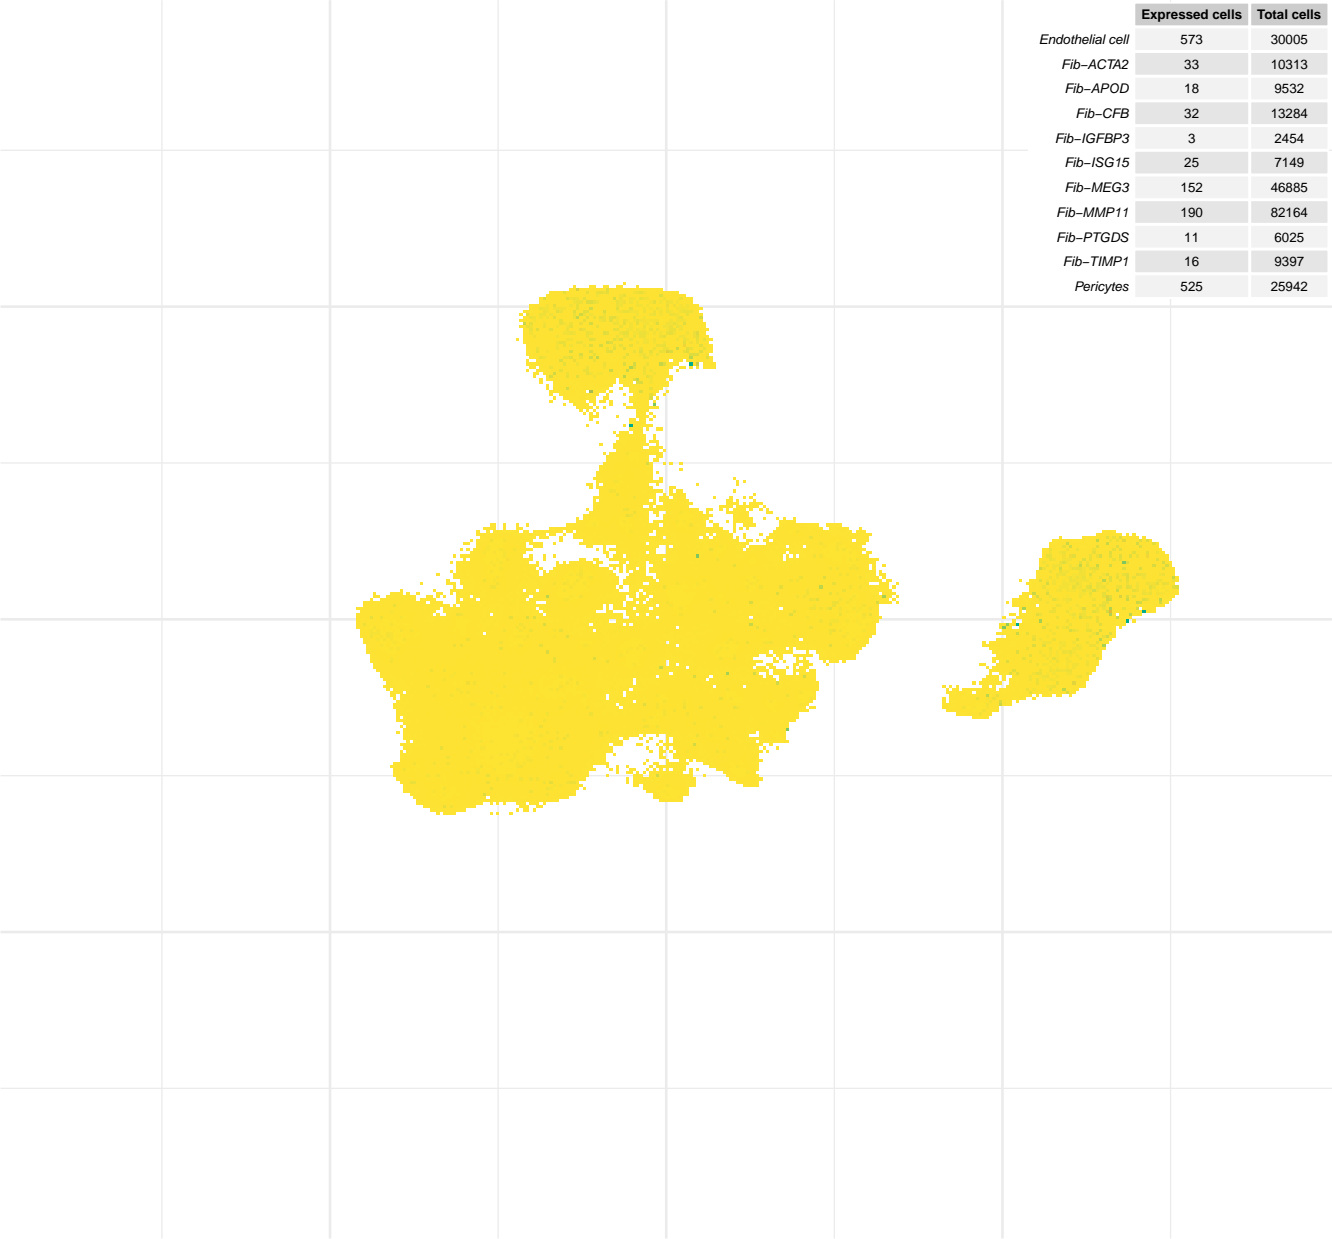 Expressed cells Total cells
Endothelial cell 573 30005
Fib−ACTA2 33 10313
Fib−APOD 18 9532
Fib−CFB 32 13284
Fib−IGFBP3 3 2454
Fib−ISG15 25 7149
Fib−MEG3 152 46885
Fib−MMP11 190 82164
Fib−PTGDS 11 6025
Fib−TIMP1 16 9397
Pericytes 525 25942